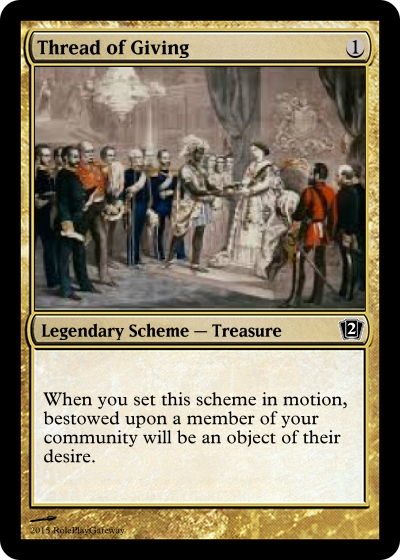 Thread of Giving 1
Legendary Scheme — Treasure 2
When you set this scheme in motion,
bestowed upon a member of your
community will be an object of their
desire.
2015 RolePlayGateway